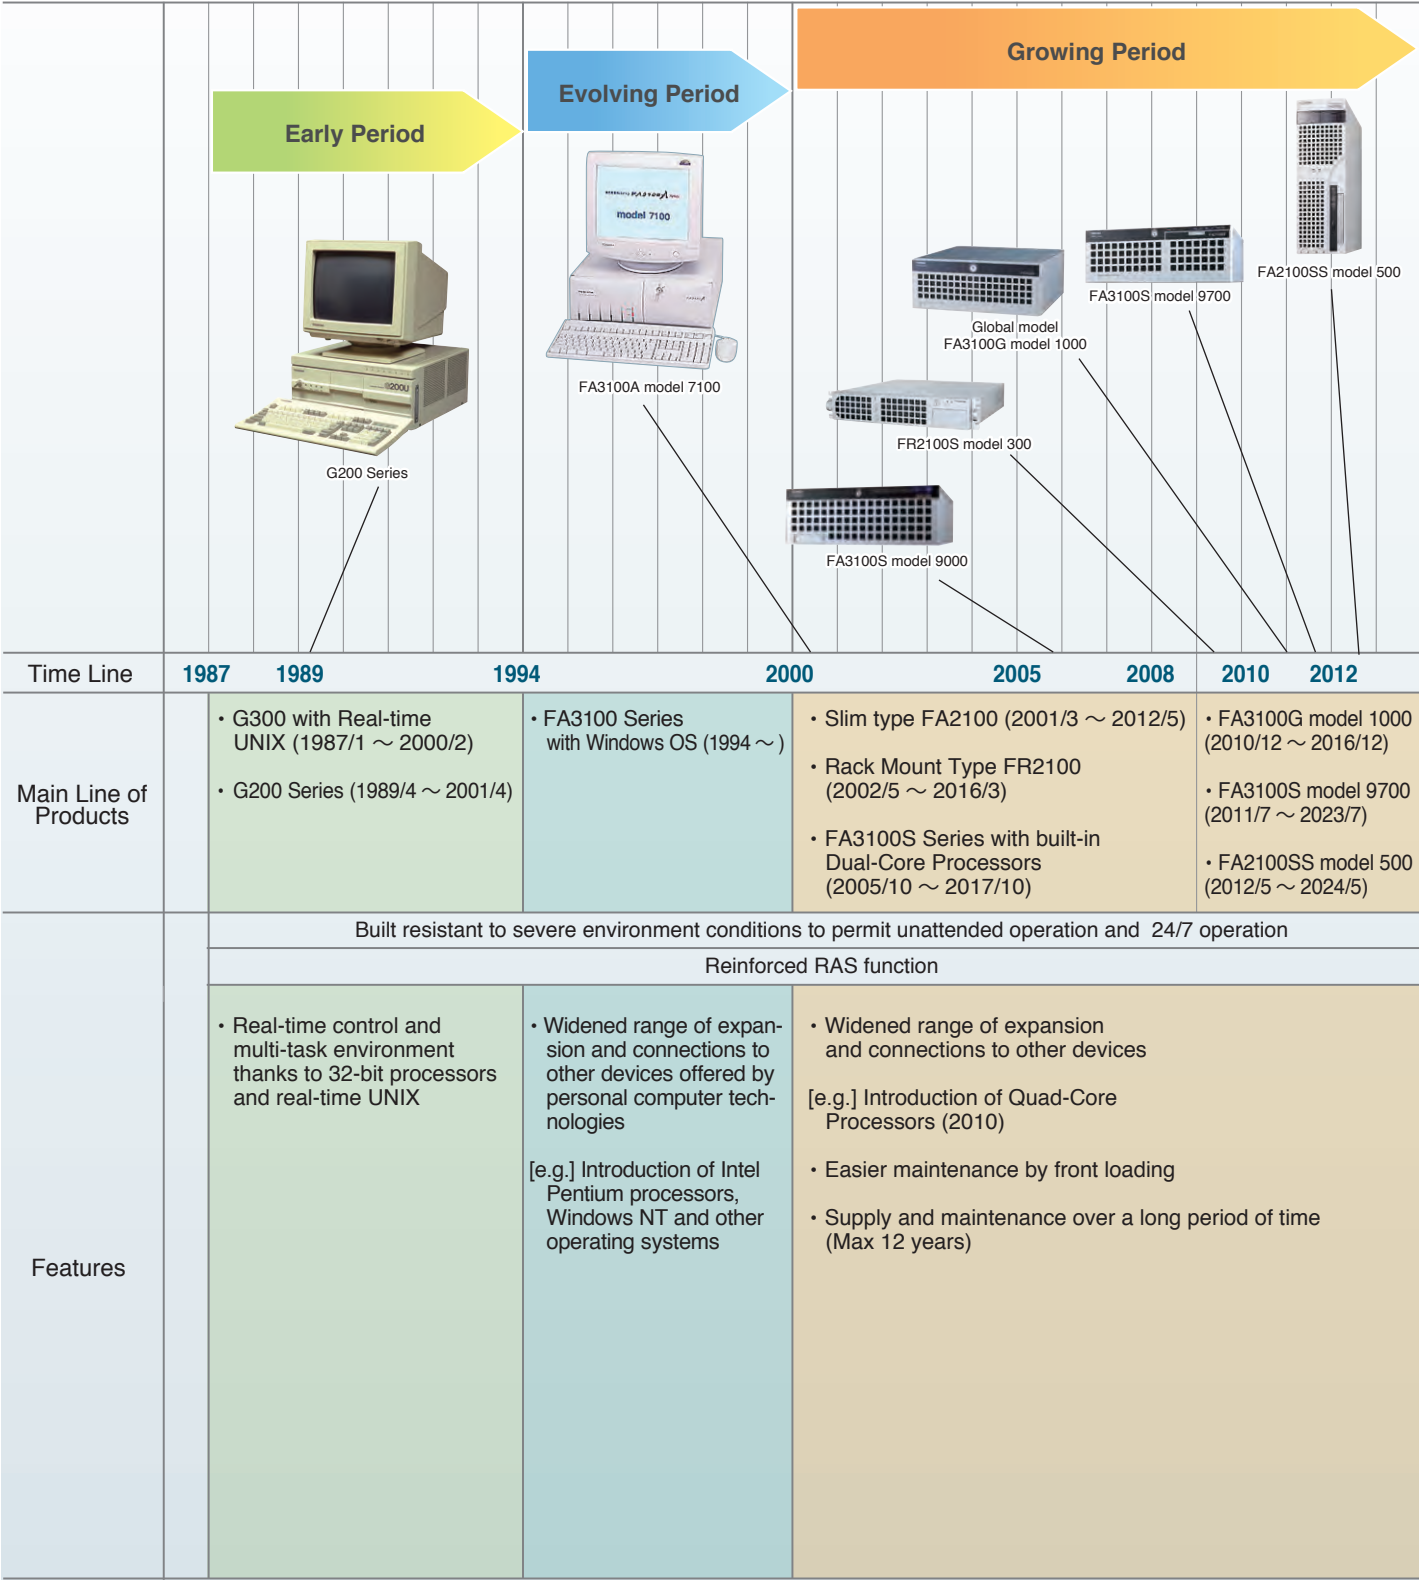 Growing Period
Evolving Period
Early Period
model 7100
G200U
FA2100SS model 500
FA3100S model 9700
Global model
FA3100G model 1000
FA3100A model 7100
FR2100S model 300
G200 Series
FA3100S model 9000
Time Line
1987
1989
1994
2000
2005
2008
2010
2012
Main Line of
Products
・G300 with Real-time
UNIX (1987/1 ～ 2000/2)
・G200 Series (1989/4 ～ 2001/4)
・FA3100 Series
with Windows OS (1994 ～ )
・Slim type FA2100 (2001/3 ～ 2012/5)
・Rack Mount Type FR2100
(2002/5 ～ 2016/3)
・FA3100S Series with built-in
Dual-Core Processors
(2005/10 ～ 2017/10)
・FA3100G model 1000
(2010/12 ～ 2016/12)
・FA3100S model 9700
(2011/7 ～ 2023/7)
・FA2100SS model 500
(2012/5 ～ 2024/5)
Features
Built resistant to severe environment conditions to permit unattended operation and 24/7 operation
Reinforced RAS function
・Real-time control and
multi-task environment
thanks to 32-bit processors
and real-time UNIX
・Widened range of expan-
sion and connections to
other devices offered by
personal computer tech-
nologies
[e.g.] Introduction of Intel
Pentium processors,
Windows NT and other
operating systems
・Widened range of expansion
and connections to other devices
[e.g.] Introduction of Quad-Core
Processors (2010)
・Easier maintenance by front loading
・Supply and maintenance over a long period of time
(Max 12 years)